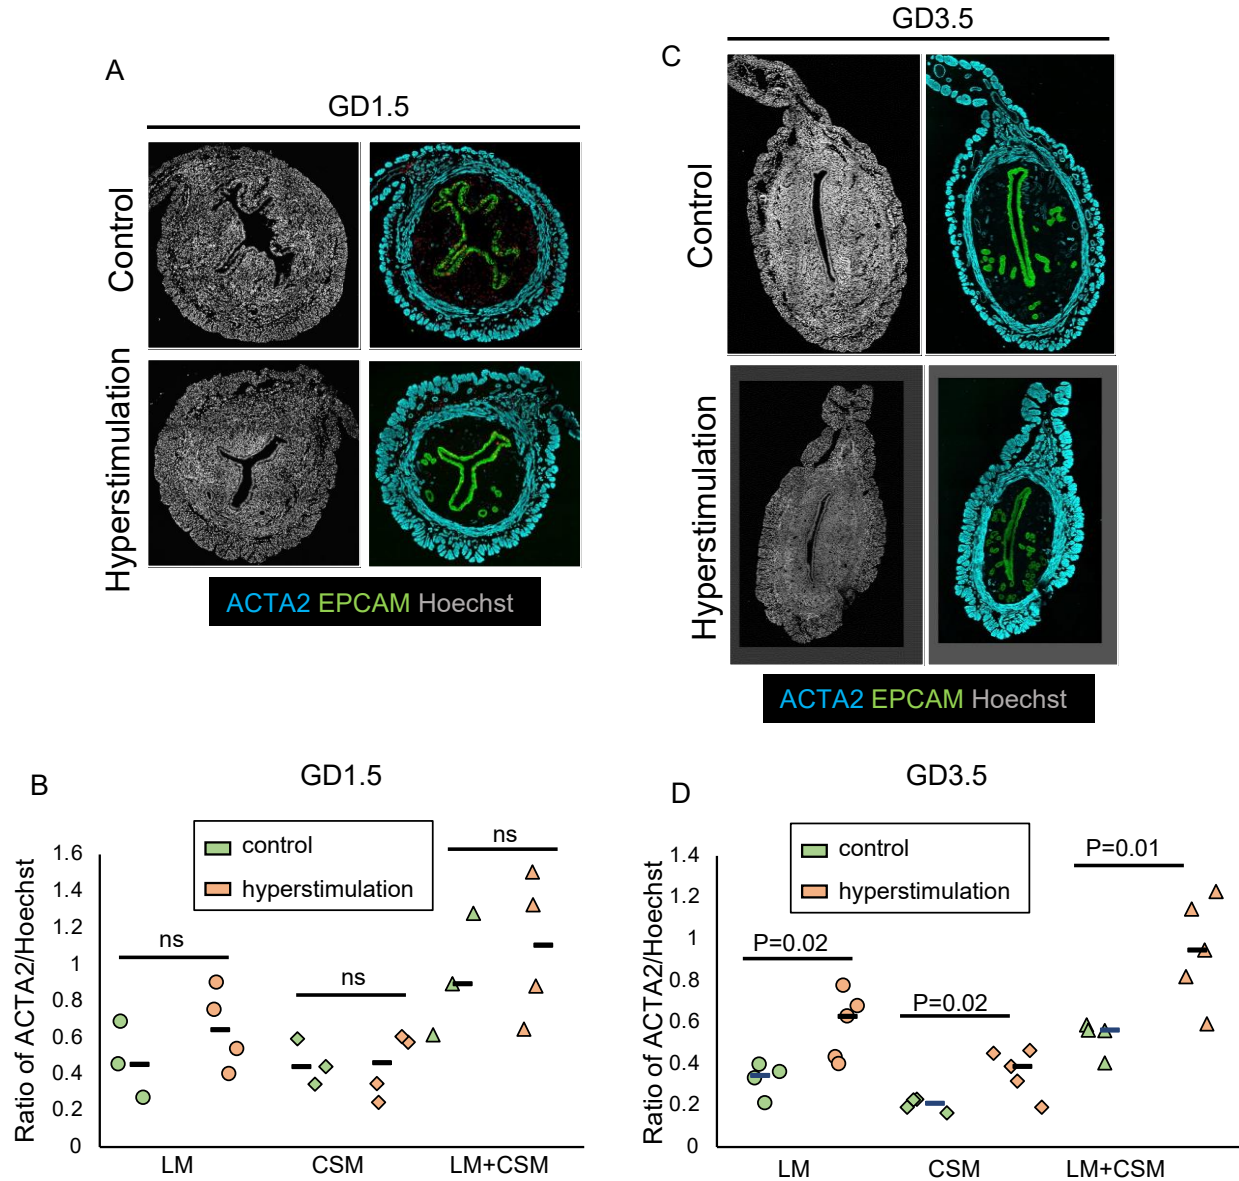 A
GD1.5
Control
Hyperstimulation
ACTA2 EPCAM Hoechst
C
GD3.5
Control
Hyperstimulation
ACTA2 EPCAM Hoechst
B
GD1.5
Ratio of ACTA2/Hoechst
1.6
1.4
1.2
1
0.8
0.6
0.4
0.2
0
control
hyperstimulation
ns
ns
ns
LM
CSM
LM+CSM
D
GD3.5
Ratio of ACTA2/Hoechst
1.4
1.2
1
0.8
0.6
0.4
0.2
0
control
hyperstimulation
P=0.02
P=0.02
P=0.01
LM
CSM
LM+CSM